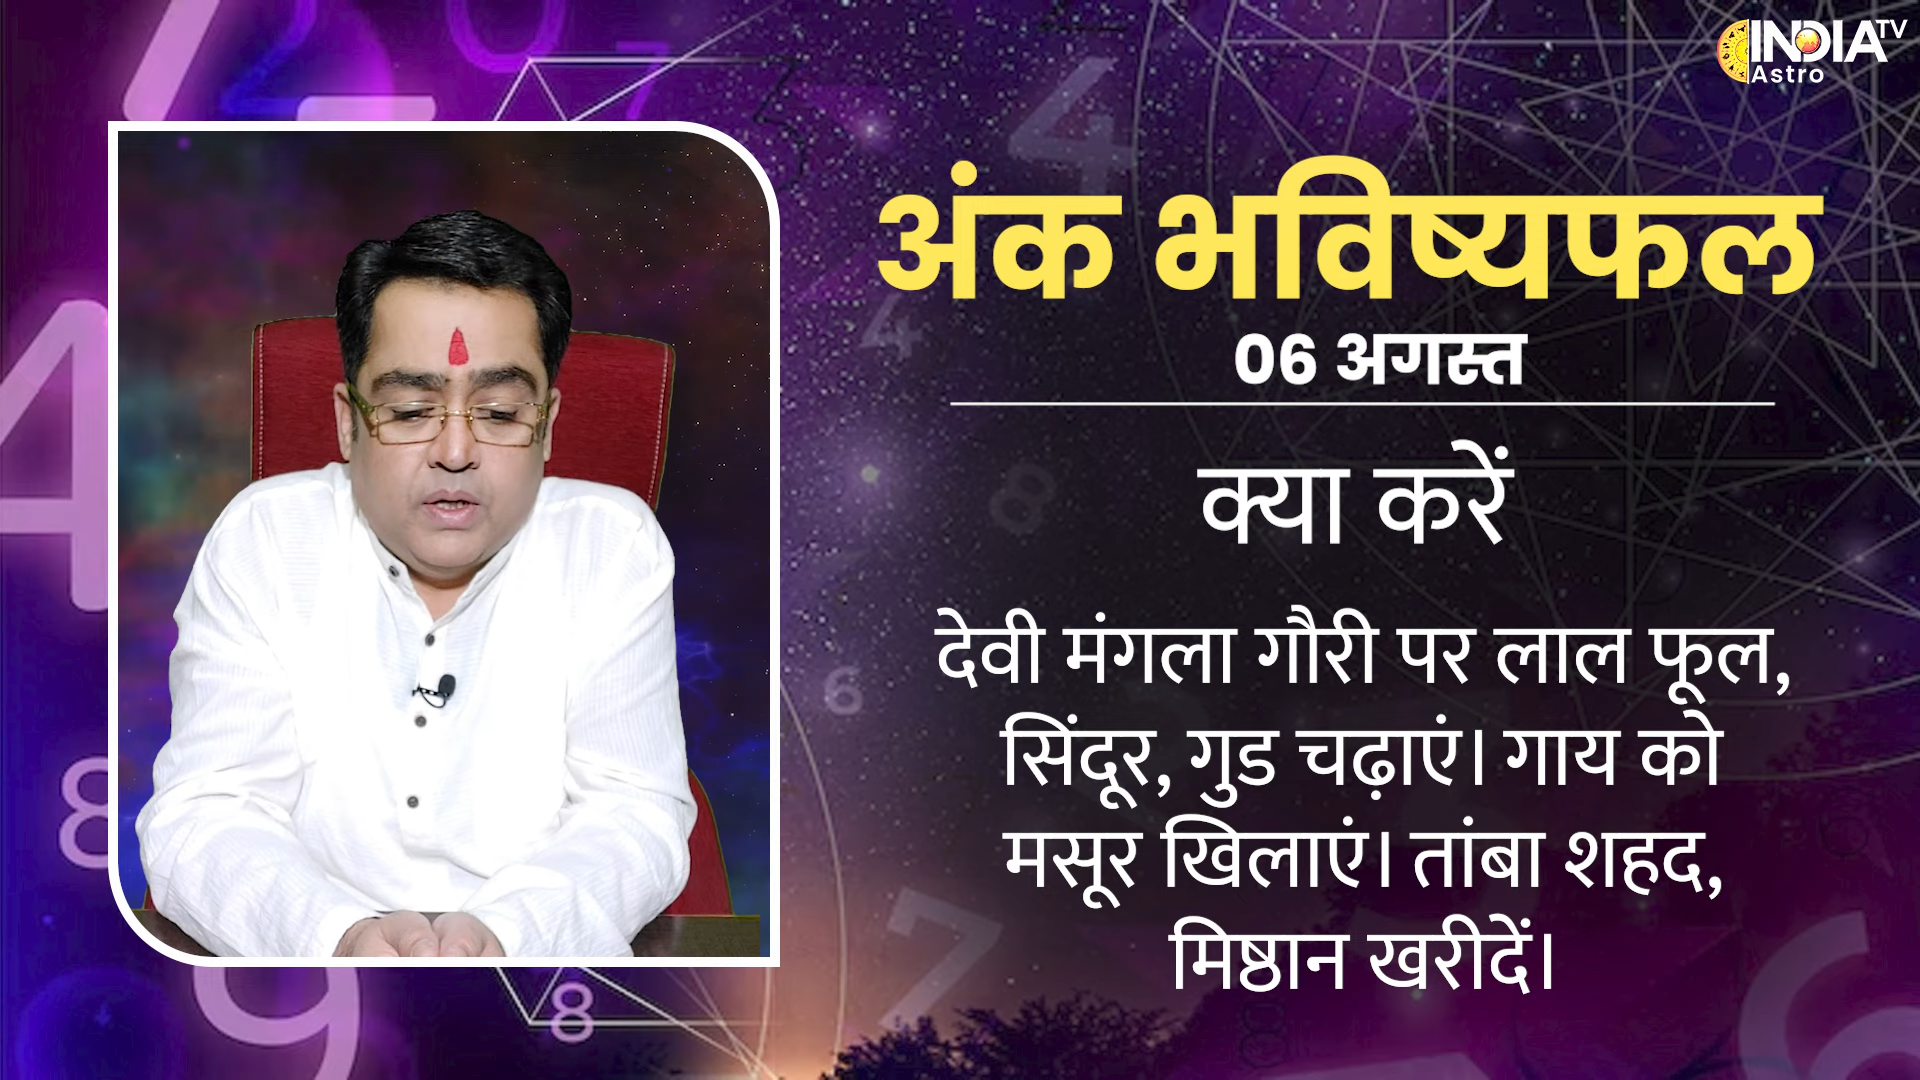 INDIA TV
Astro
अंक भविष्यफल
06 अगस्त
क्या करें
देवी मंगला गौरी पर लाल फूल,
सिंदूर, गुड चढ़ाएं। गाय को
मसूर खिलाएं। तांबा शहद,
मिष्ठान खरीदें।